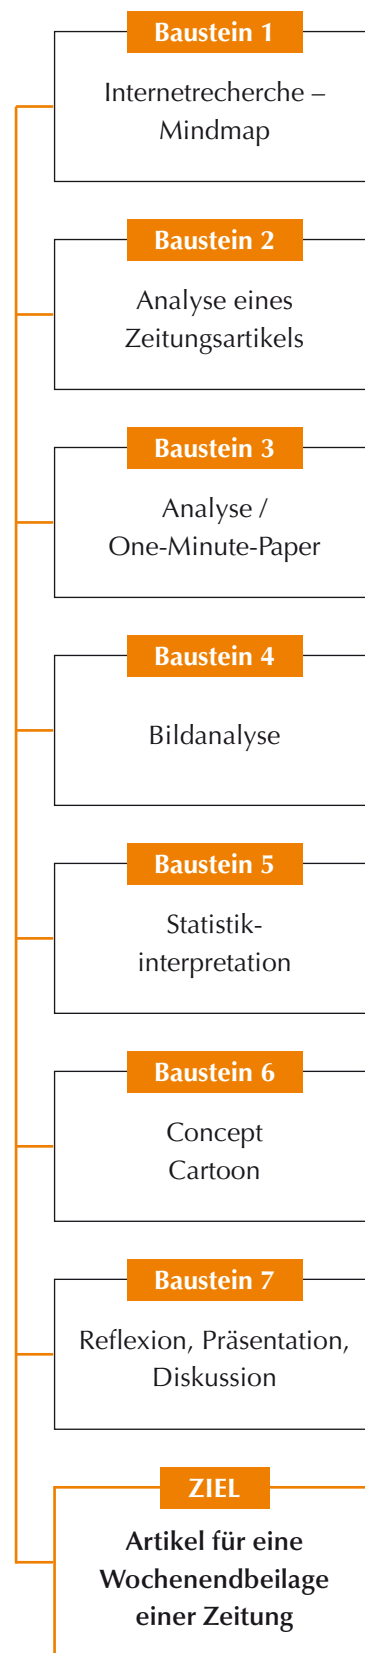 Baustein 1
Internetrecherche –
Mindmap
Baustein 2
Analyse eines
Zeitungsartikels
Baustein 3
Analyse /
One-Minute-Paper
Baustein 4
Bildanalyse
Baustein 5
Statistik-
interpretation
Baustein 6
Concept
Cartoon
Baustein 7
Reflexion, Präsentation,
Diskussion
ZIEL
Artikel für eine
Wochenendbeilage
einer Zeitung